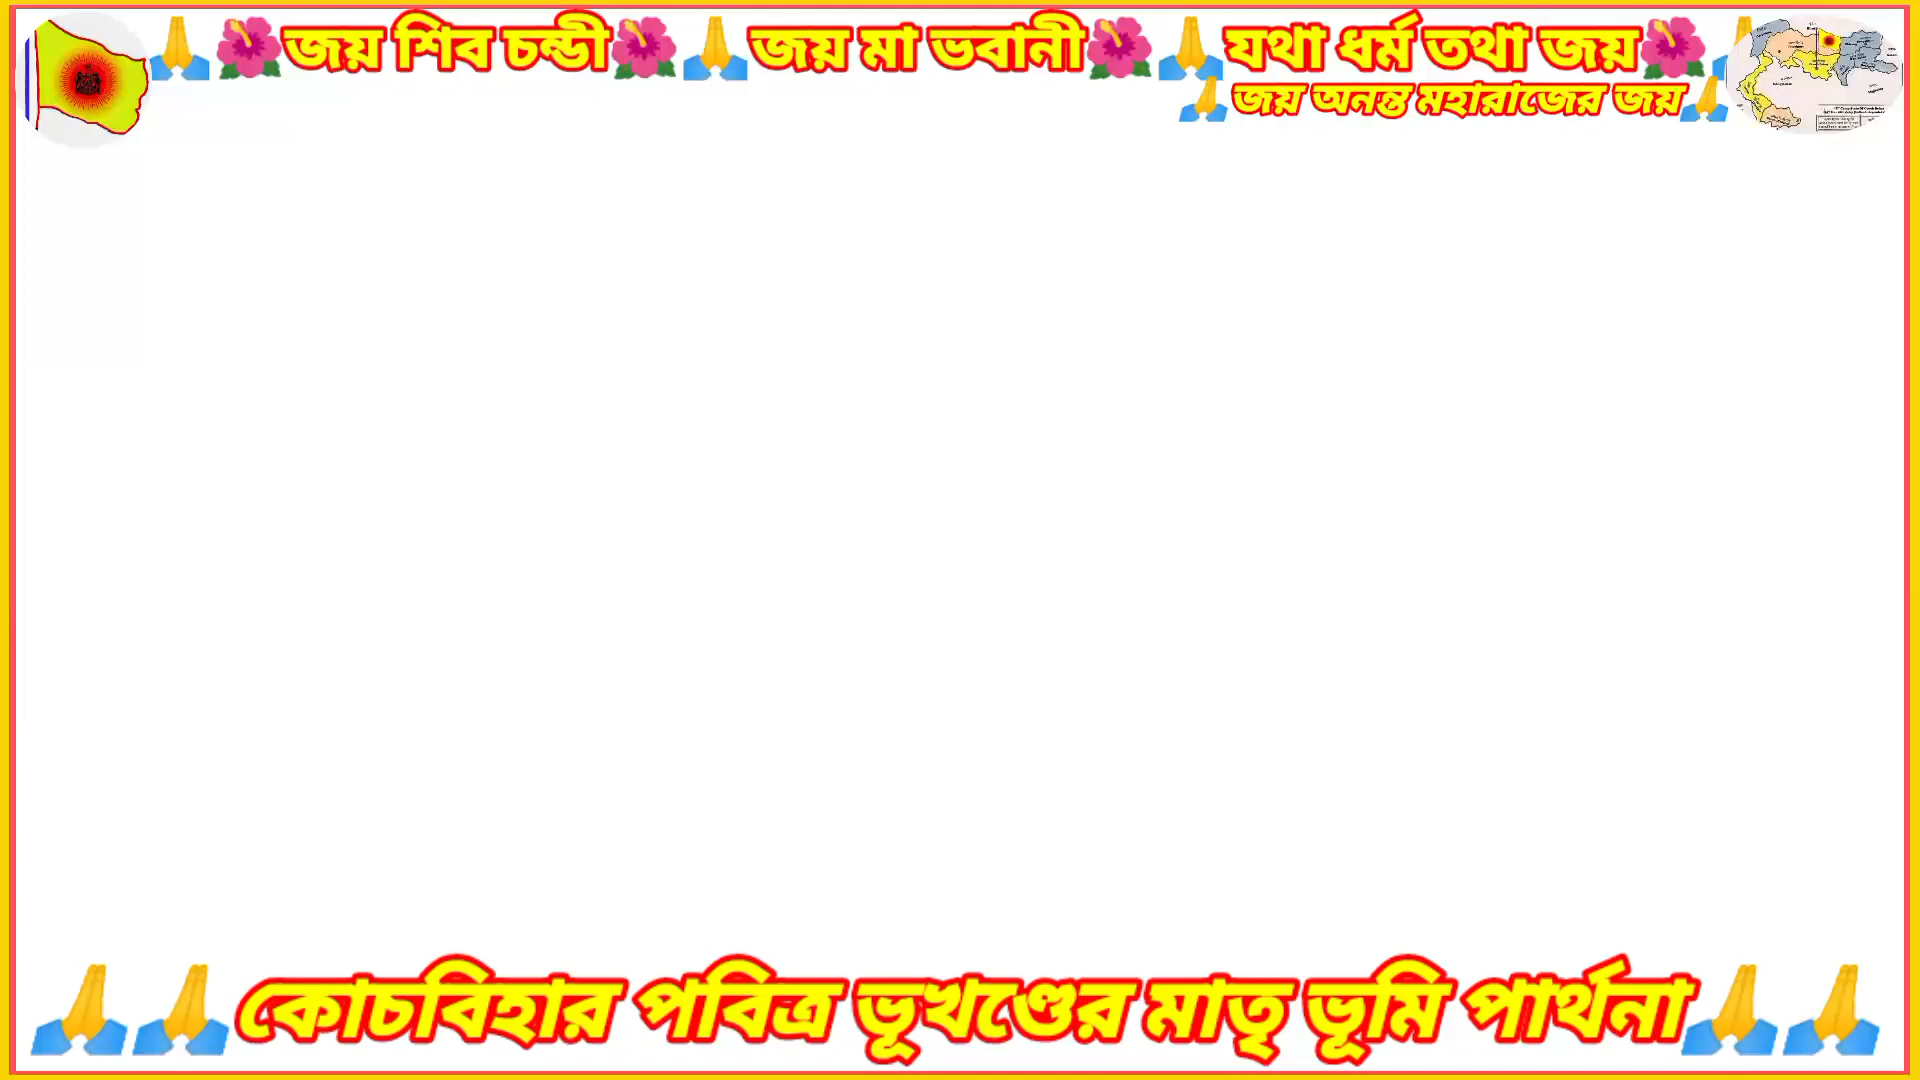 🙏🌺জয় শিব চন্ডী🌺🙏জয় মা ভবানী🌺🙏যথা ধর্ম তথা জয়🌺🙏
🙏জয় অনন্ত মহারাজের জয়🙏
🙏🙏কোচবিহার পবিত্র ভূখণ্ডের মাতৃ ভূমি পার্থনা🙏🙏